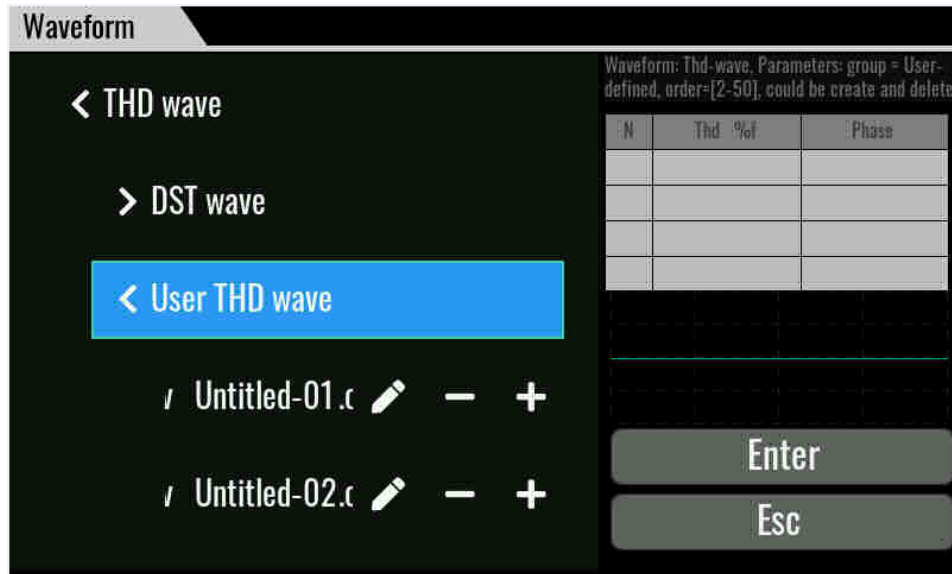 Waveform
THD wave
DST wave
User THD wave
Untitled-01.c
Untitled-02.c
Waveform: Thd-wave, Parameters: group = User-
defined, order=[2-50], could be create and delete
N Thd %f Phase
Enter
Esc